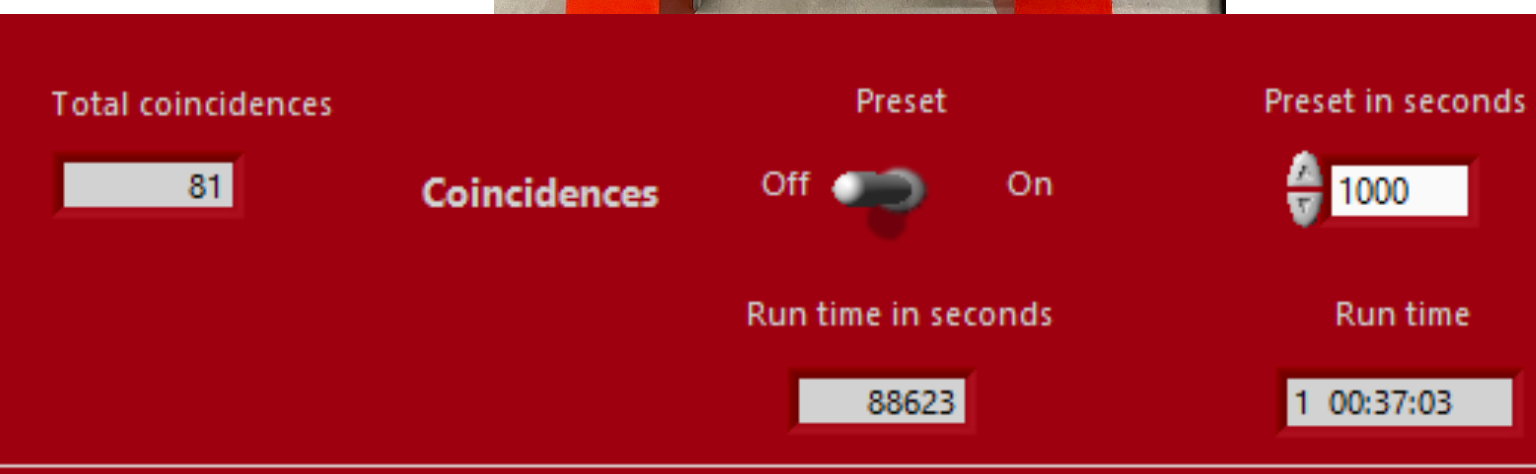 Total coincidences
Preset
Preset in seconds
81
Coincidences
Off
On
1000
Run time in seconds
Run time
88623
1 00:37:03